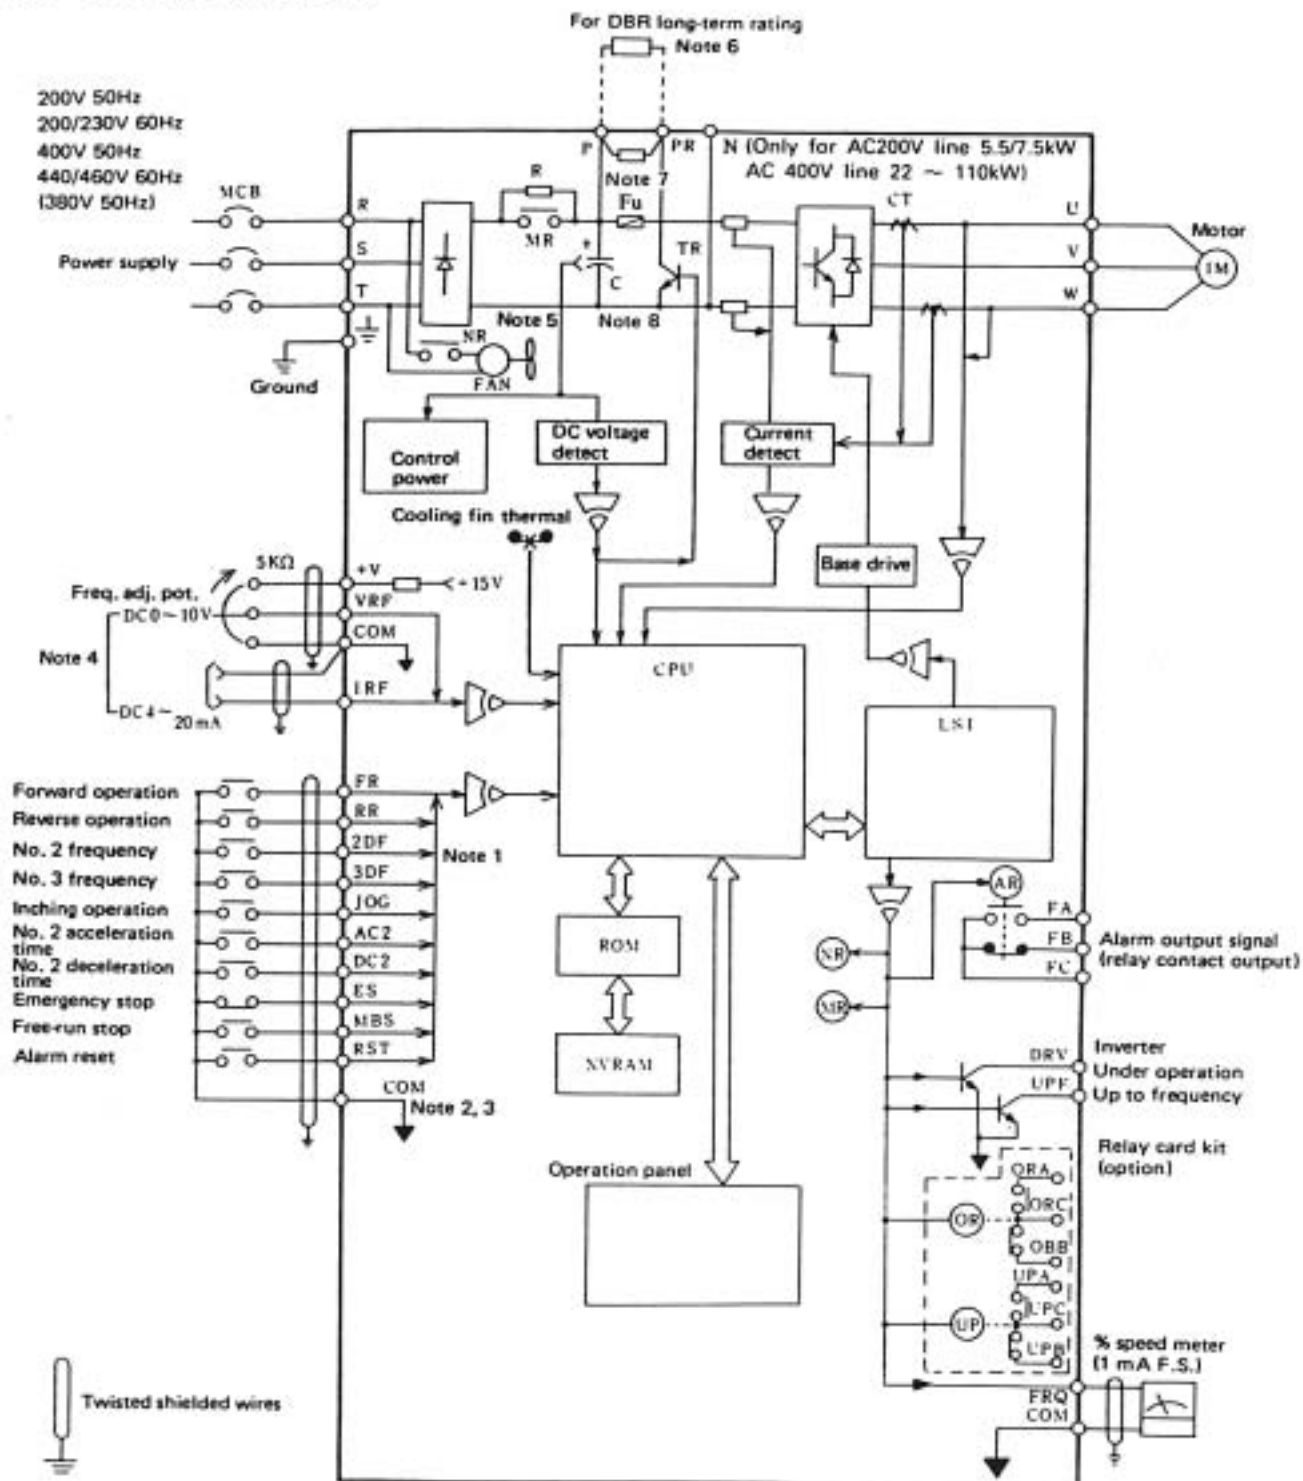 For DBR long-term rating
Note 6
200V 50Hz
200/230V 60Hz
400V 50Hz
440/460V 60Hz
(380V 50Hz)
MCB
Power supply
Ground
R
S
T
P
PR
N (Only for AC200V line 5.5/7.5kW
AC 400V line 22 ~ 110kW)
Note 7
R
MR
Fu
+
C
TR
CT
U
V
W
Motor
IM
Note 5
Note 8
NR
FAN
Control
power
DC voltage
detect
Current
detect
Cooling fin thermal
Base drive
5KΩ
+V
+15V
Freq. adj. pot.
DC 0 ~ 10V
VRF
COM
Note 4
IRF
DC 4 ~ 20mA
CPU
LSI
Forward operation
FR
Reverse operation
RR
No. 2 frequency
2DF
Note 1
No. 3 frequency
3DF
Inching operation
JOG
No. 2 acceleration
time
AC2
No. 2 deceleration
time
DC2
Emergency stop
ES
Free-run stop
MBS
Alarm reset
RST
COM
Note 2, 3
ROM
NVRAM
Operation panel
AR
FA
FB
FC
Alarm output signal
(relay contact output)
NR
MR
DRV
Inverter
Under operation
UPF
Up to frequency
Relay card kit
(option)
ORA
OR
ORC
OBB
UPA
UP
UPC
UPB
% speed meter
(1 mA F.S.)
FRQ
COM
Twisted shielded wires